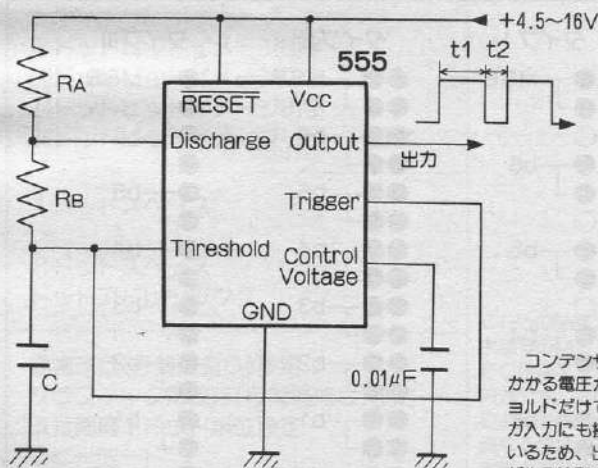 +4.5~16V
t1 t2
555
RESET
Vcc
RA
Discharge
Output
出力
RB
Trigger
Threshold
Control
Voltage
GND
C
0.01μF
コンデンサ
かかる電圧が
ョルドだけで
ガ入力にも接
いるため、出